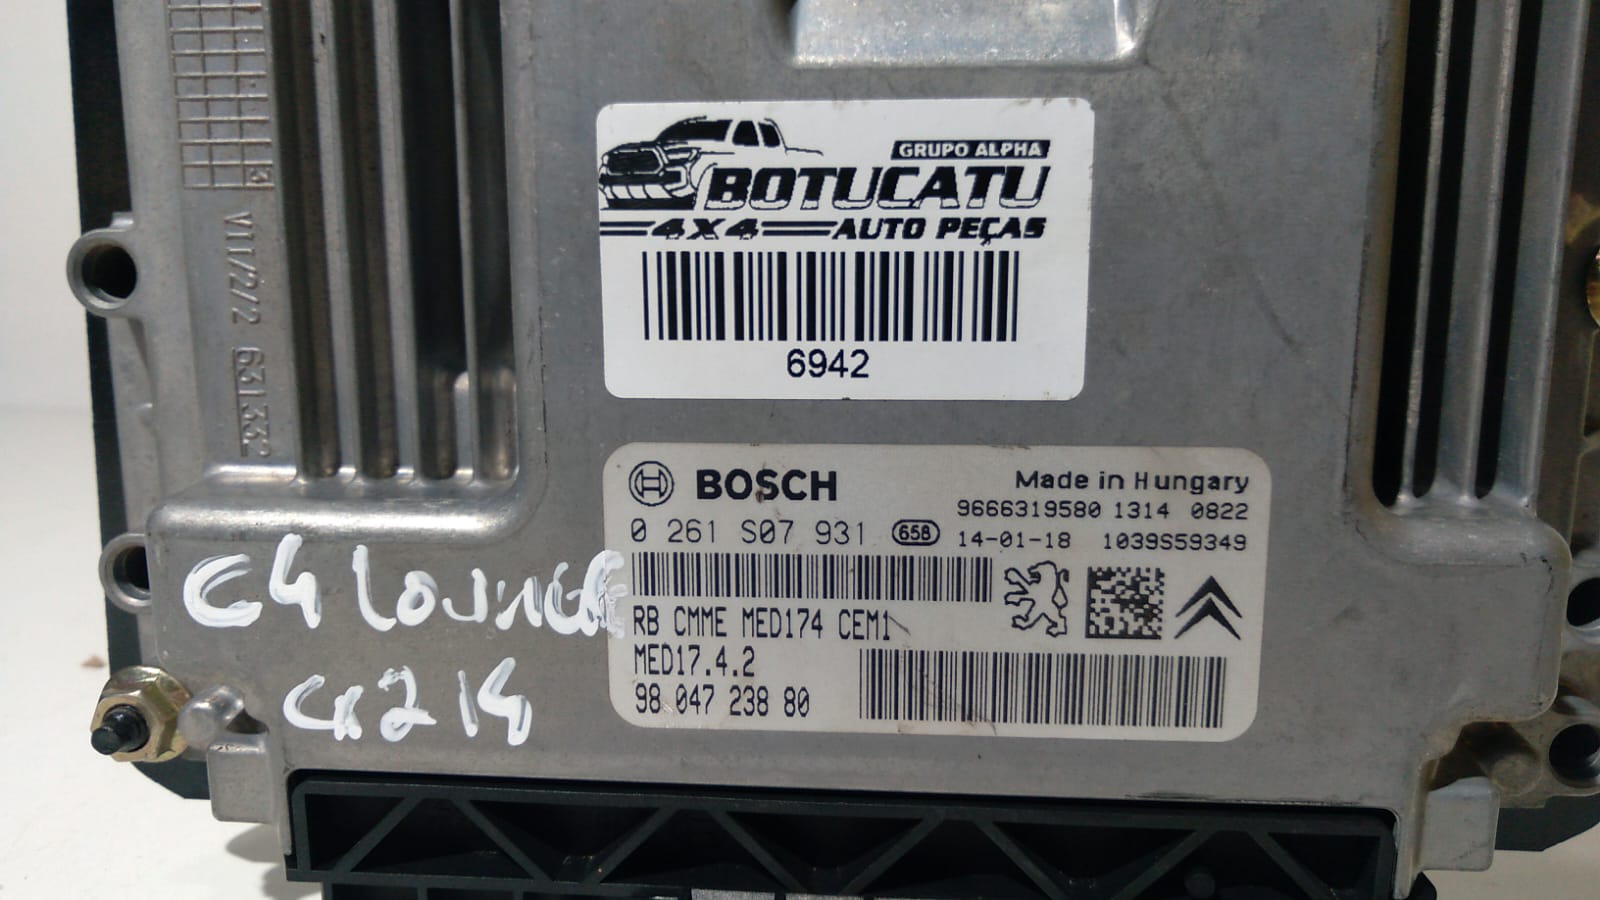 GRUPO ALPHA
BOTUCATU
4X4 AUTO PEÇAS
6942
VII/2/2 631332
BOSCH
Made in Hungary
9666319580 1314 0822
0 261 S07 931 658 14-01-18 1039S59349
RB CMME MED174 CEM1
MED17.4.2
98 047 238 80
C4 LOUNGE